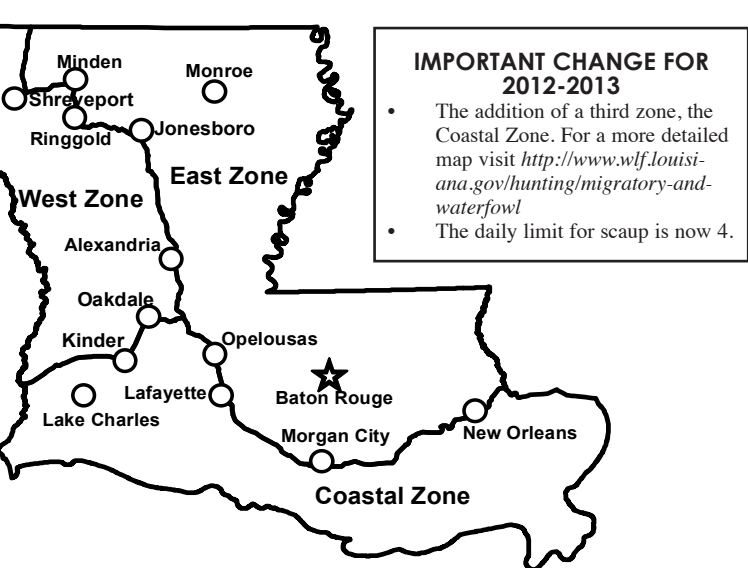 Minden
Monroe
Shreveport
Ringgold
Jonesboro
East Zone
West Zone
Alexandria
Oakdale
Kinder
Opelousas
Lafayette
Baton Rouge
Lake Charles
Morgan City
New Orleans
Coastal Zone
IMPORTANT CHANGE FOR
2012-2013
• The addition of a third zone, the
Coastal Zone. For a more detailed
map visit http://www.wlf.louisi-
ana.gov/hunting/migratory-and-
waterfowl
• The daily limit for scaup is now 4.